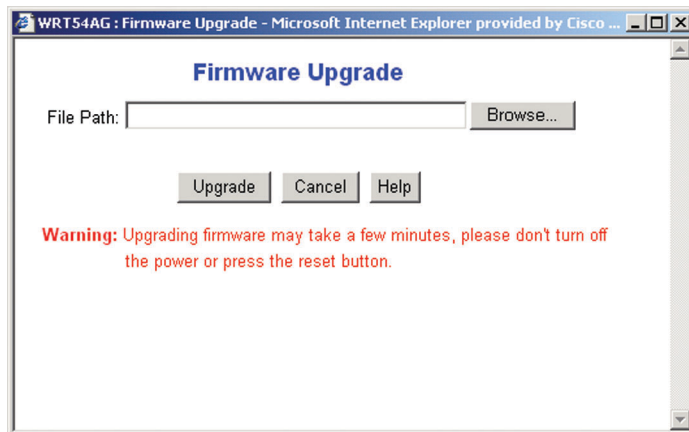 WRT54AG : Firmware Upgrade - Microsoft Internet Explorer provided by Cisco ...
Firmware Upgrade
File Path:
Browse...
Upgrade Cancel Help
Warning: Upgrading firmware may take a few minutes, please don't turn off
the power or press the reset button.